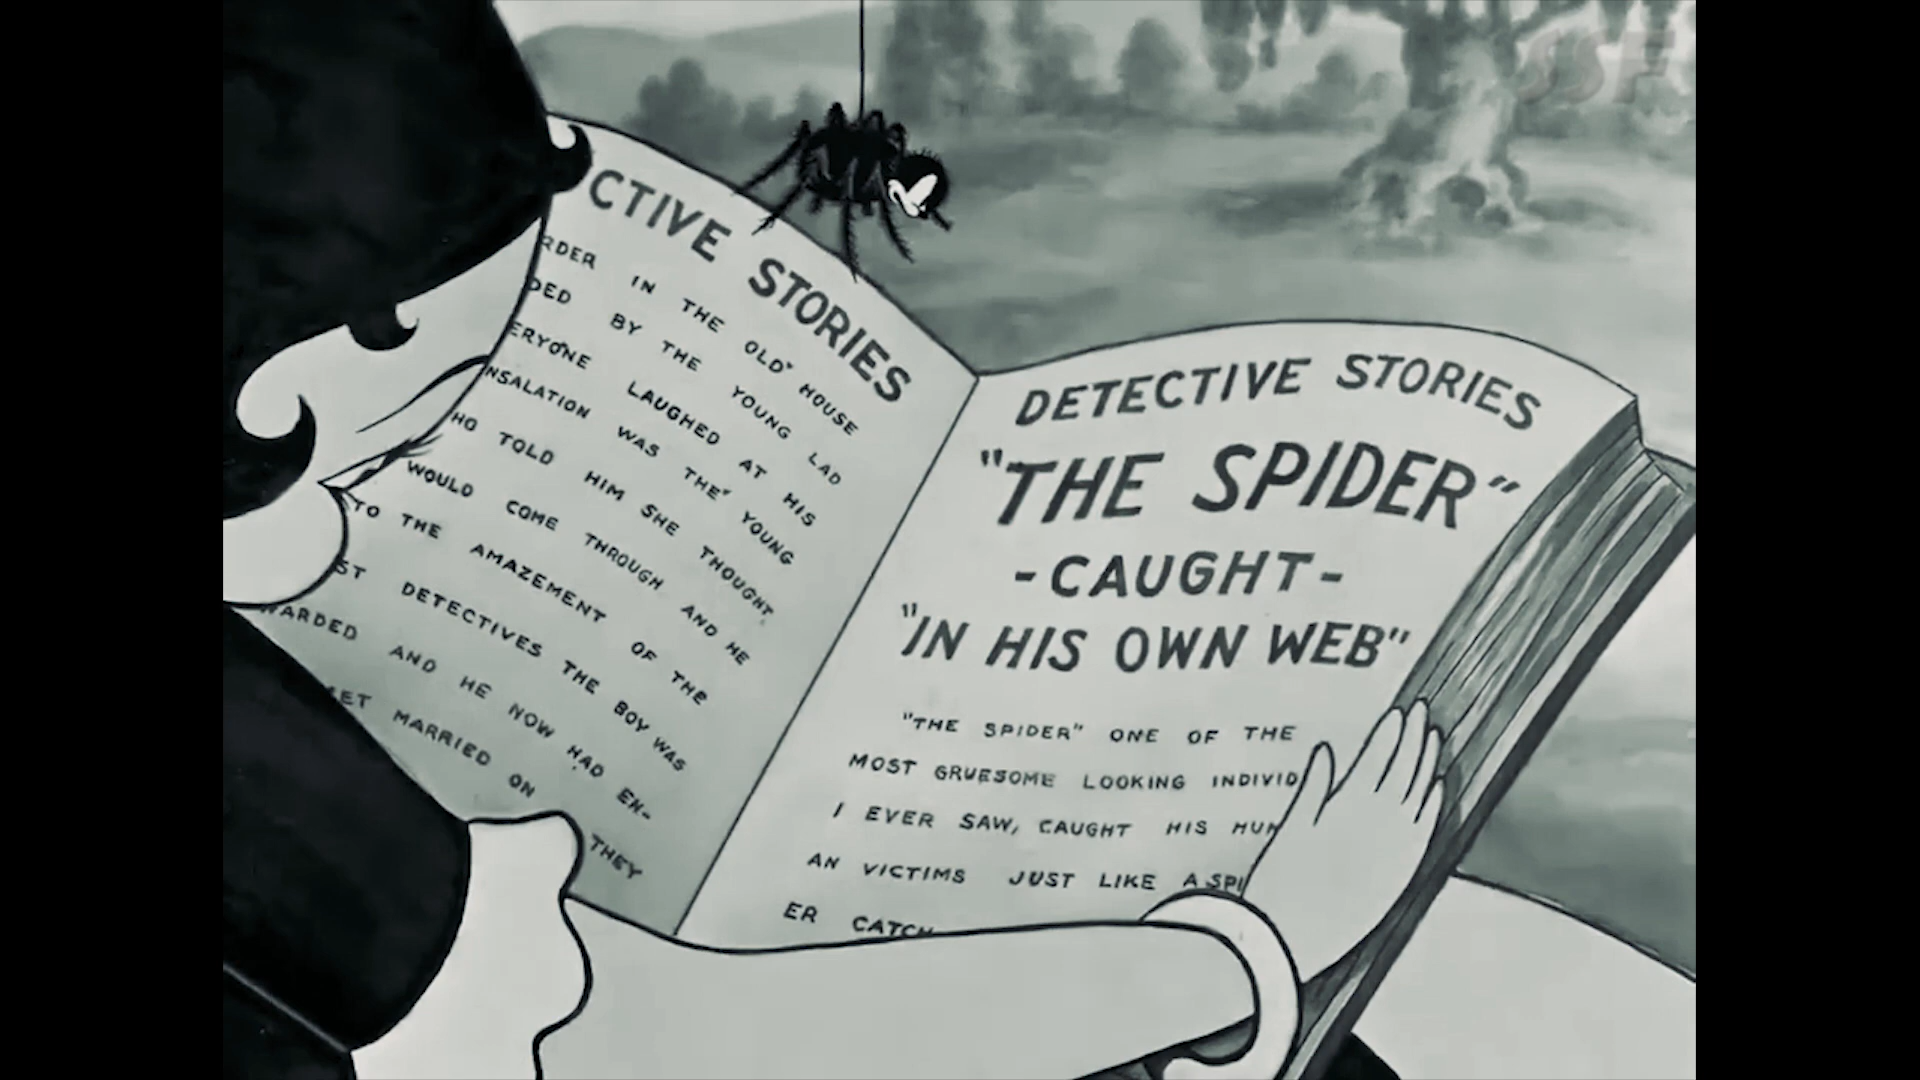 CTIVE STORIES
RDER IN THE OLD" HOUSE
DED BY THE YOUNG LAD
ERYONE LAUGHED AT HIS
NSALATION WAS THE" YOUNG
HO TOLD HIM SHE THOUGHT
WOULD COME THROUGH AND HE
TO THE AMAZEMENT OF THE
ST DETECTIVES THE BOY WAS
WARDED AND HE NOW HAD EN-
ET MARRIED ON
THEY
DETECTIVE STORIES
"THE SPIDER"
-CAUGHT-
"IN HIS OWN WEB"
"THE SPIDER" ONE OF THE
MOST GRUESOME LOOKING INDIVID
I EVER SAW, CAUGHT HIS HUM
AN VICTIMS JUST LIKE A SPI
ER CATCH
SSF